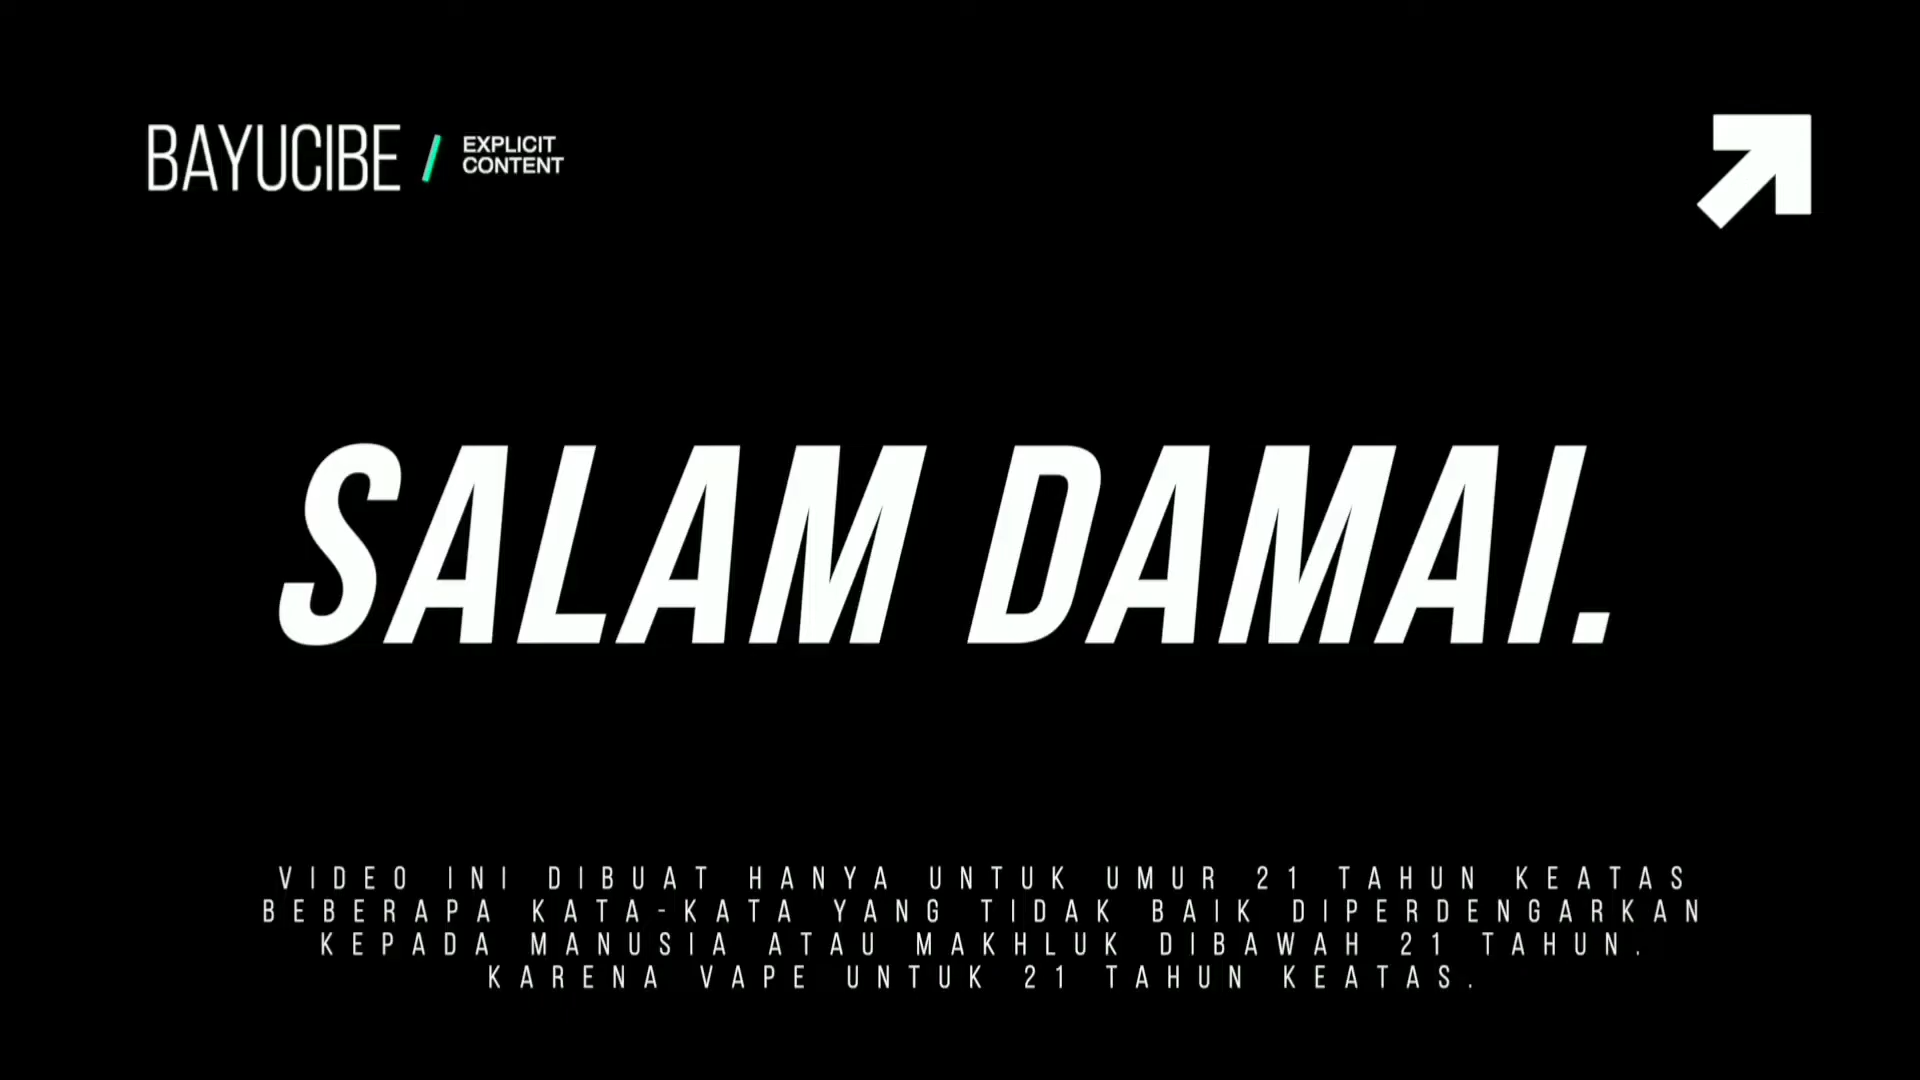 BAYUCIBE / EXPLICIT
CONTENT
SALAM DAMAI.
VIDEO INI DIBUAT HANYA UNTUK UMUR 21 TAHUN KEATAS
BEBERAPA KATA-KATA YANG TIDAK BAIK DIPERDENGARKAN
KEPADA MANUSIA ATAU MAKHLUK DIBAWAH 21 TAHUN.
KARENA VAPE UNTUK 21 TAHUN KEATAS.